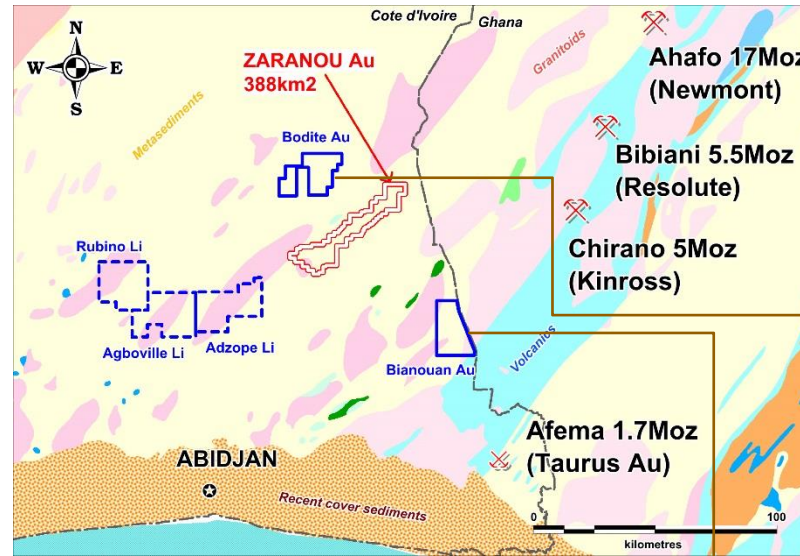 N
W E
S
Cote d'Ivoire
Ghana
ZARANOU Au
388km2
Granitoids
Ahafo 17Moz
(Newmont)
Metasediments
Bodite Au
Bibiani 5.5Moz
(Resolute)
Chirano 5Moz
(Kinross)
Rubino Li
Agboville Li
Adzope Li
Bianouan Au
Volcanics
Afema 1.7Moz
(Taurus Au)
ABIDJAN
Recent cover sediments
0 100
kilometres